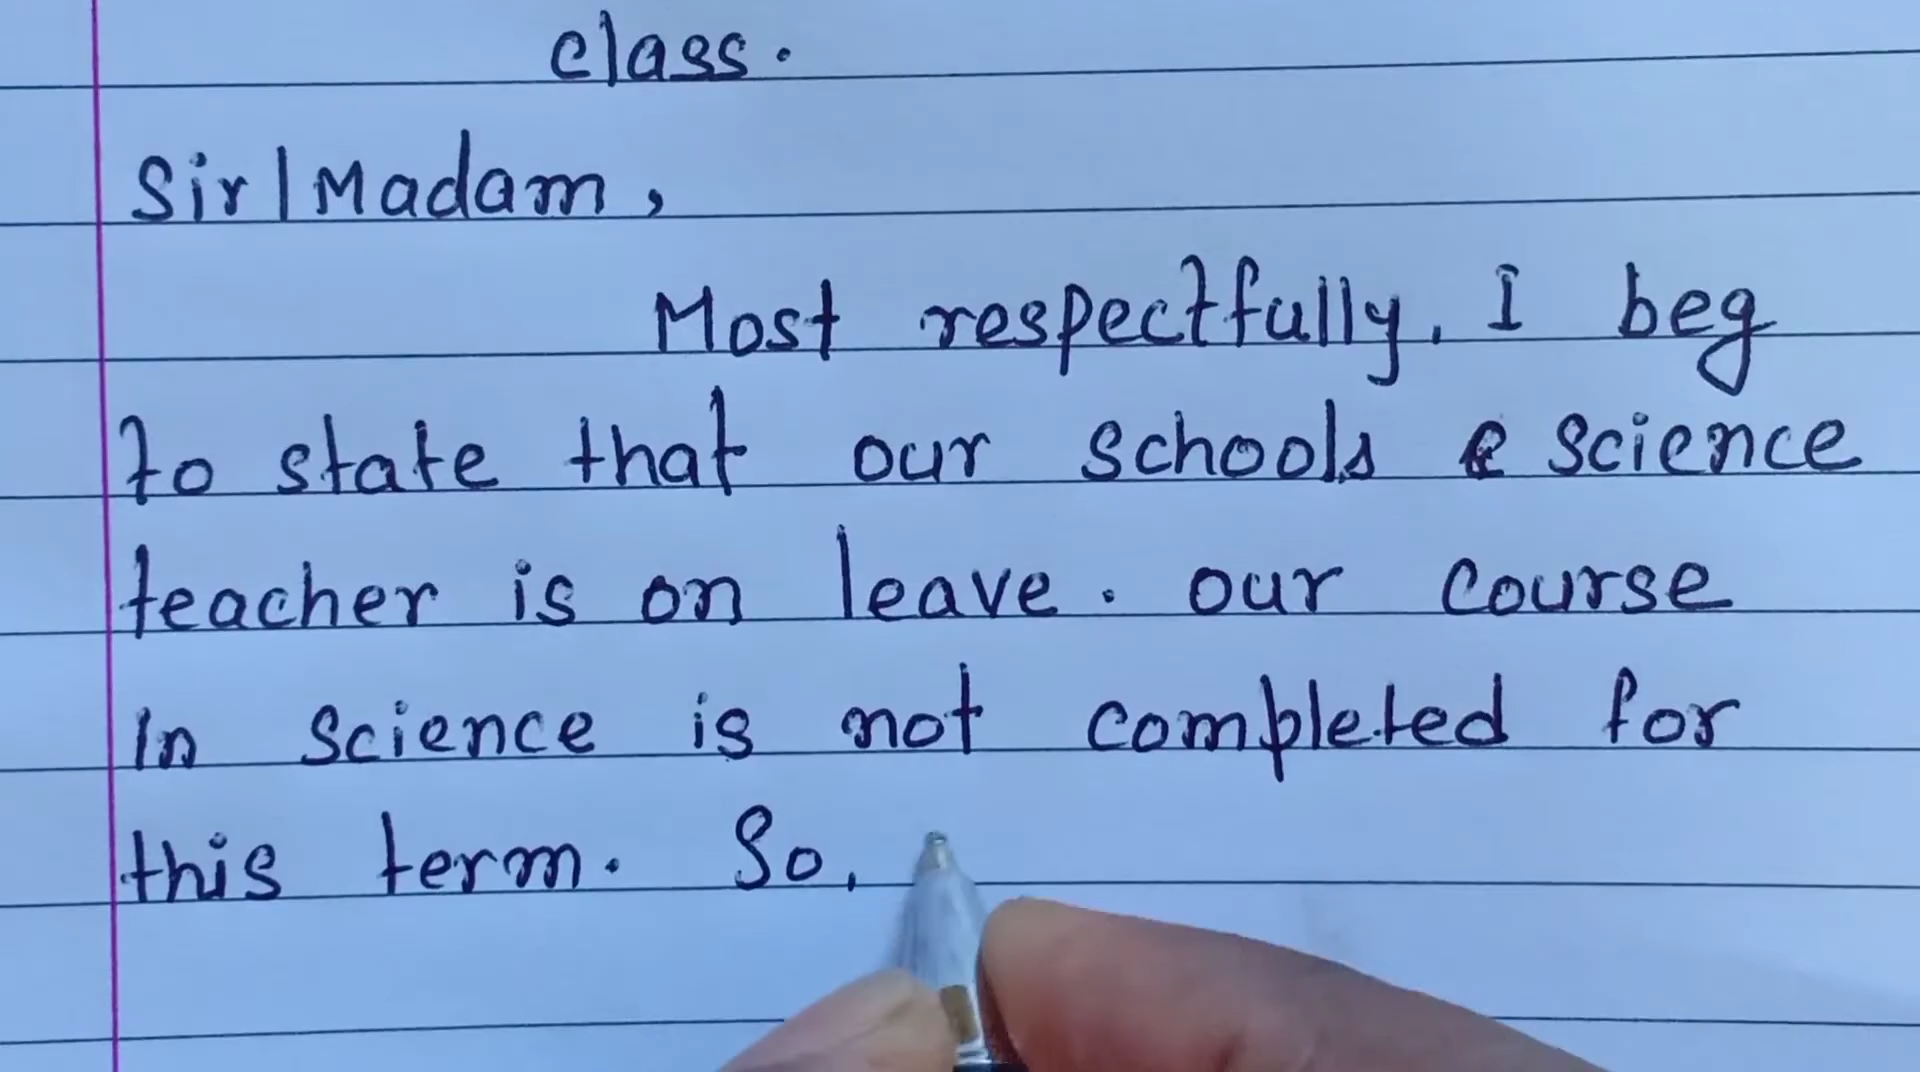 class.
Sir/Madam,
Most respectfully, I beg
to state that our schools science
teacher is on leave. our course
In science is not completed for
this term. So,